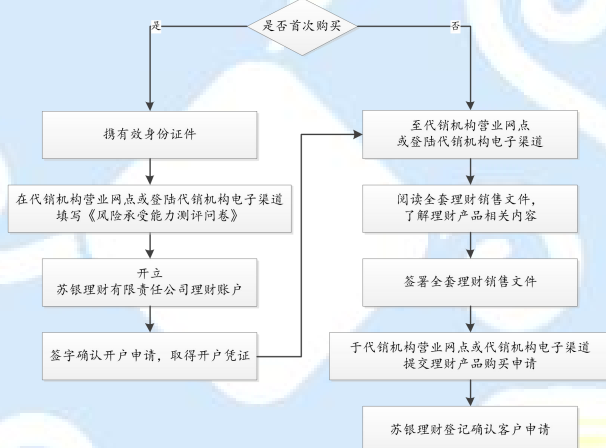 是否首次购买
是
否
携有效身份证件
在代销机构营业网点或登陆代销机构电子渠道
填写《风险承受能力测评问卷》
开立
苏银理财有限责任公司理财账户
签字确认开户申请，取得开户凭证
至代销机构营业网点
或登陆代销机构电子渠道
阅读全套理财销售文件，
了解理财产品相关内容
签署全套理财销售文件
于代销机构营业网点或代销机构电子渠道
提交理财产品购买申请
苏银理财登记确认客户申请